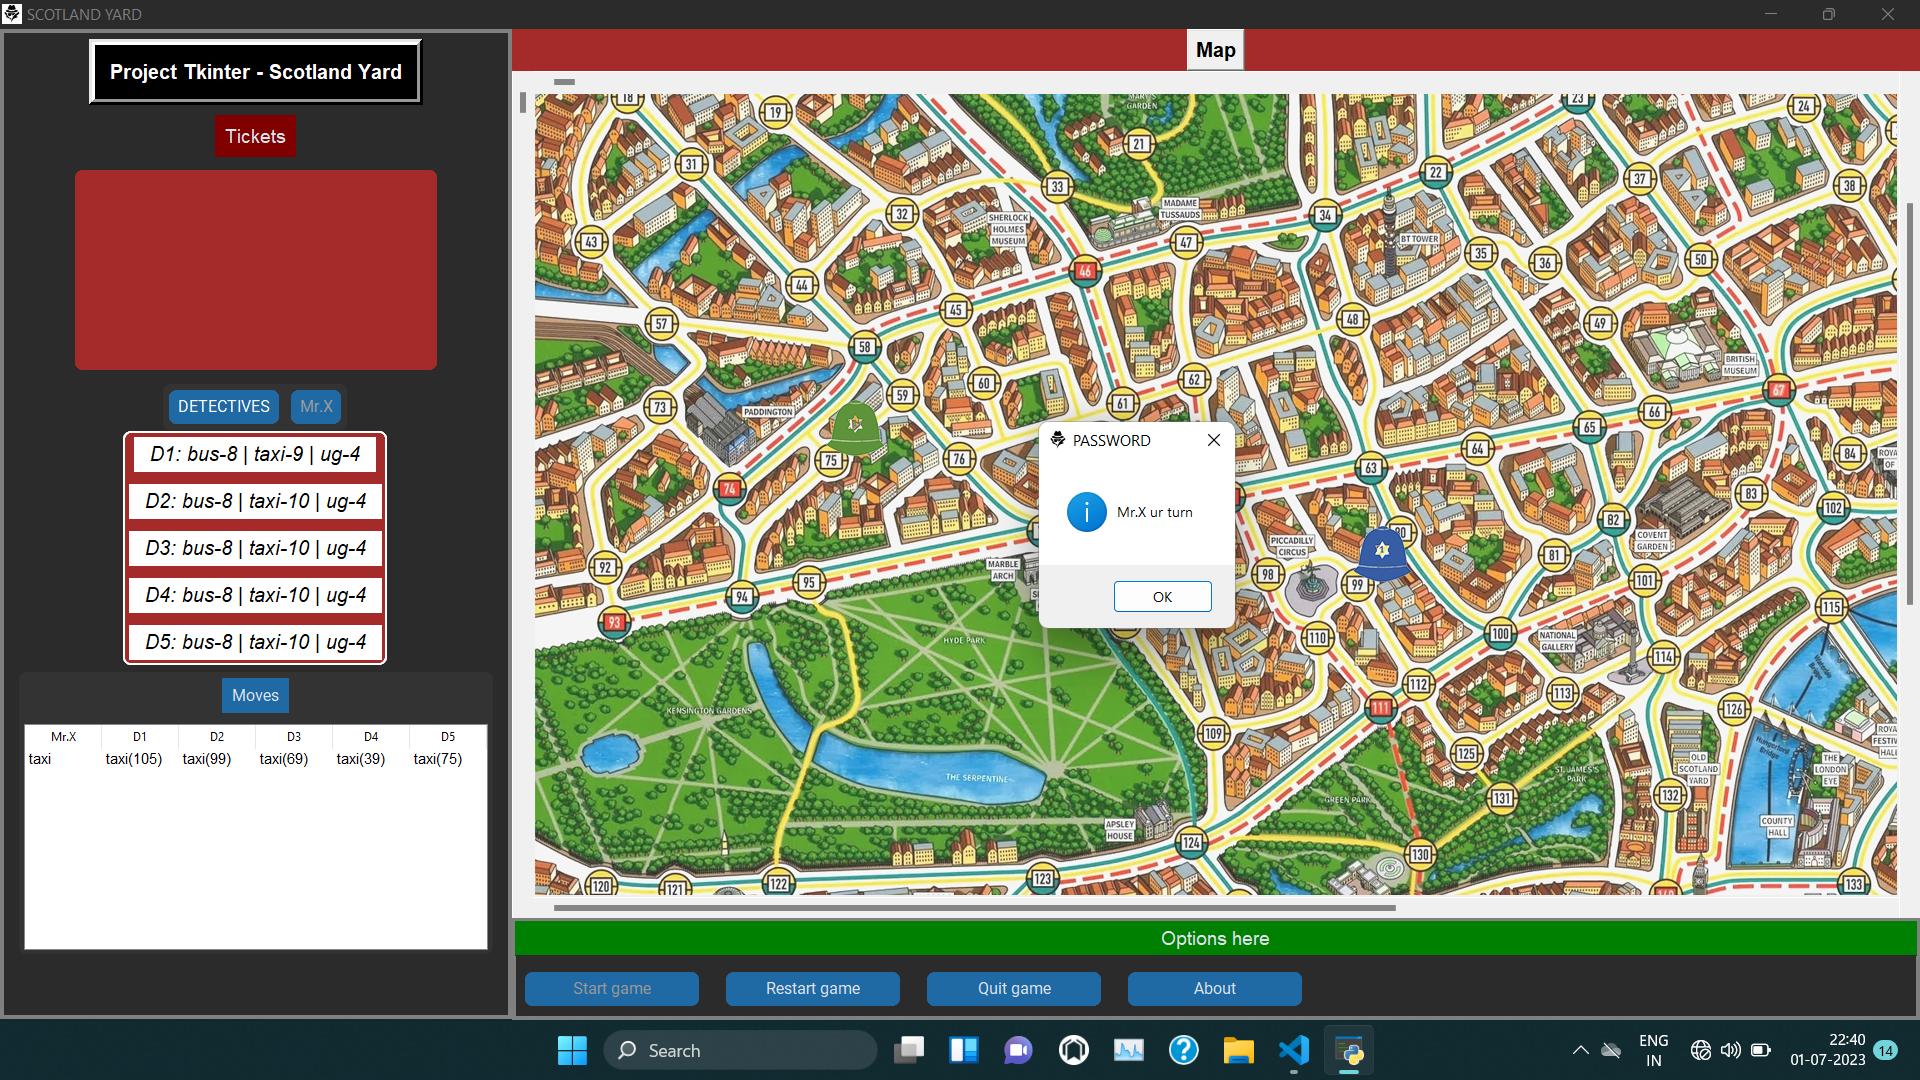 SCOTLAND YARD
Project Tkinter - Scotland Yard
Tickets
DETECTIVES Mr.X
D1: bus-8 | taxi-9 | ug-4
D2: bus-8 | taxi-10 | ug-4
D3: bus-8 | taxi-10 | ug-4
D4: bus-8 | taxi-10 | ug-4
D5: bus-8 | taxi-10 | ug-4
Moves
Mr.X D1 D2 D3 D4 D5
taxi taxi(105) taxi(99) taxi(69) taxi(39) taxi(75)
Map
18 19 GARDEN 23 24
21
31 33 22 37 38
32 SHERLOCK HOLMES MUSEUM MADAME TUSSAUDS 34
43 47 BT TOWER 35 36 50
46
44 45 48 49
57 58 BRITISH MUSEUM
59 60 62 67
73 PADDINGTON 61 66
75 76 65 64 84
74 63 83 102
82
92 MARBLE ARCH PICCADILLY CIRCUS COVENT GARDEN
95 98 99 81 101
94 115
93 HYDE PARK 110 100 NATIONAL GALLERY 114
KENSINGTON GARDENS 112 113
109 111 126
125
THE SERPENTINE ST. JAMES'S PARK OLD SCOTLAND YARD Hungerford Bridge THE LONDON EYE
GREEN PARK 131 132
APSLEY HOUSE COUNTY HALL
124 130
120 121 122 123 133
PASSWORD
Mr.X ur turn
OK
Options here
Start game Restart game Quit game About
Search
ENG
IN
22:40
01-07-2023
14